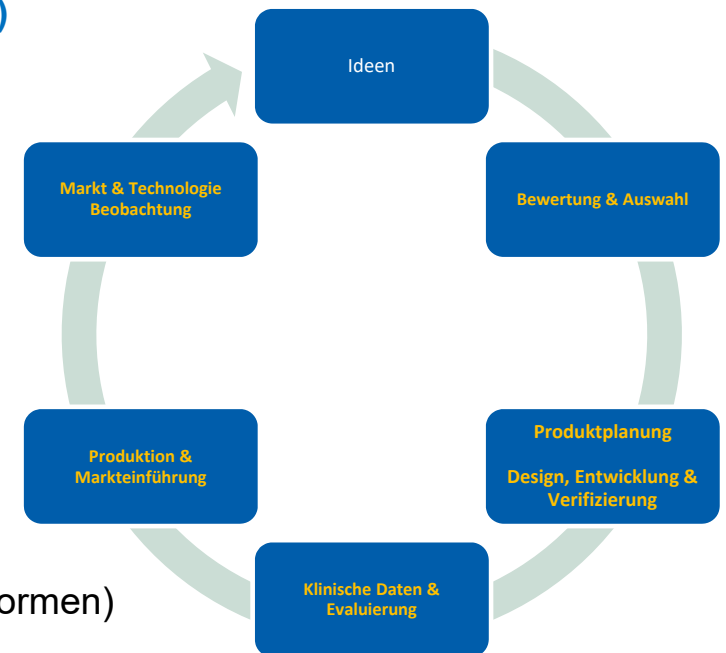 )
Ideen
Bewertung & Auswahl
Produktplanung
Design, Entwicklung &
Verifizierung
Klinische Daten &
Evaluierung
Produktion &
Markteinführung
Markt & Technologie
Beobachtung
ormen)